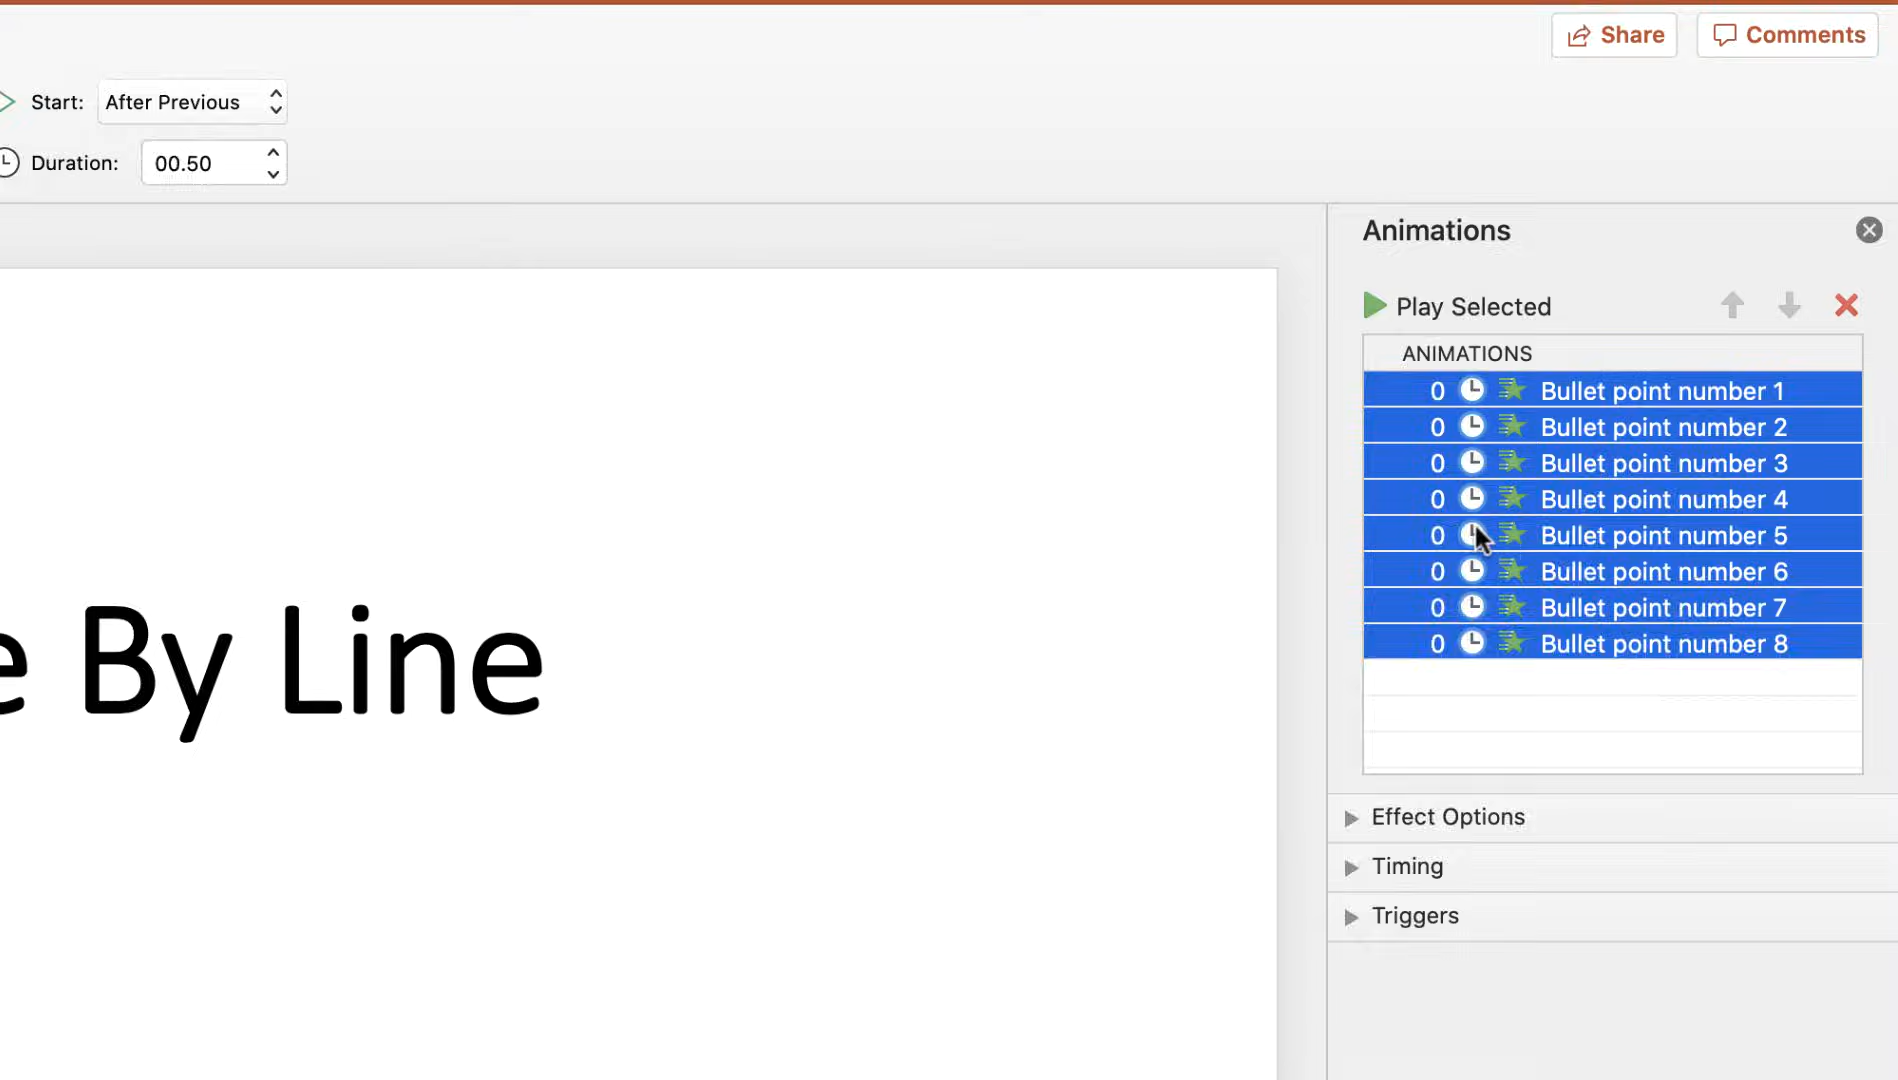 Share
Comments
Start: After Previous
Duration: 00.50
Animations
Play Selected
ANIMATIONS
0 Bullet point number 1
0 Bullet point number 2
0 Bullet point number 3
0 Bullet point number 4
0 Bullet point number 5
0 Bullet point number 6
0 Bullet point number 7
0 Bullet point number 8
e By Line
Effect Options
Timing
Triggers